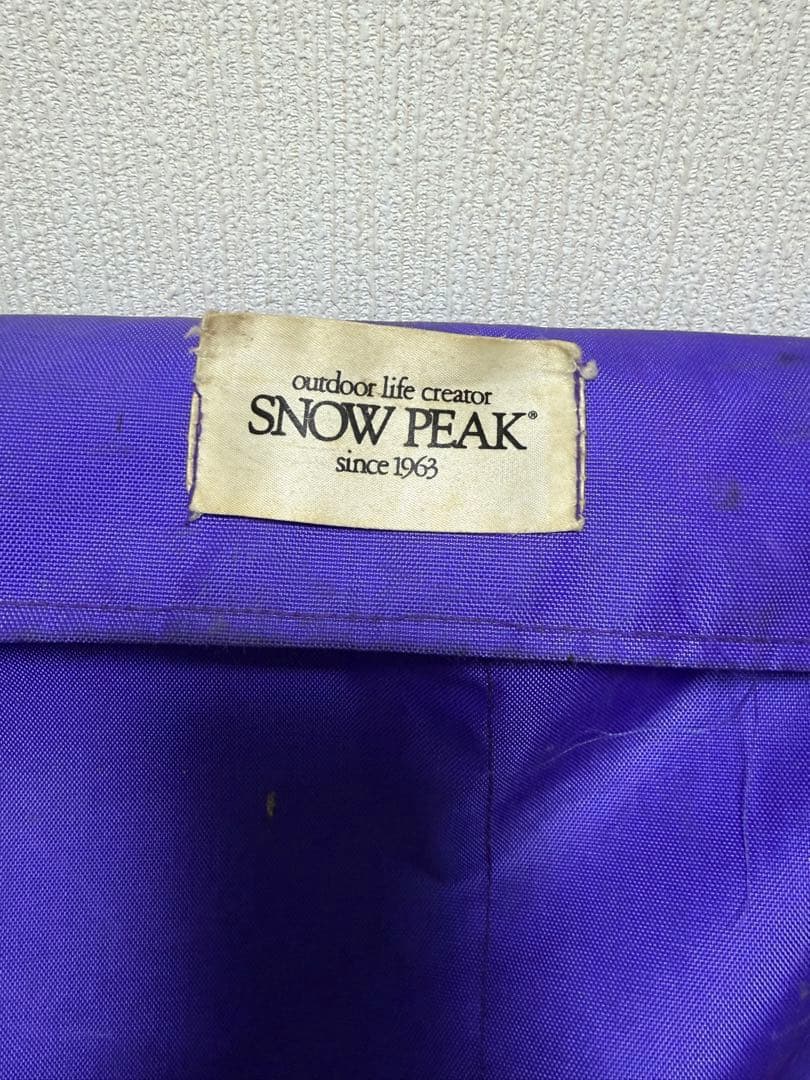 outdoor life creator
SNOW PEAK®
since 1963